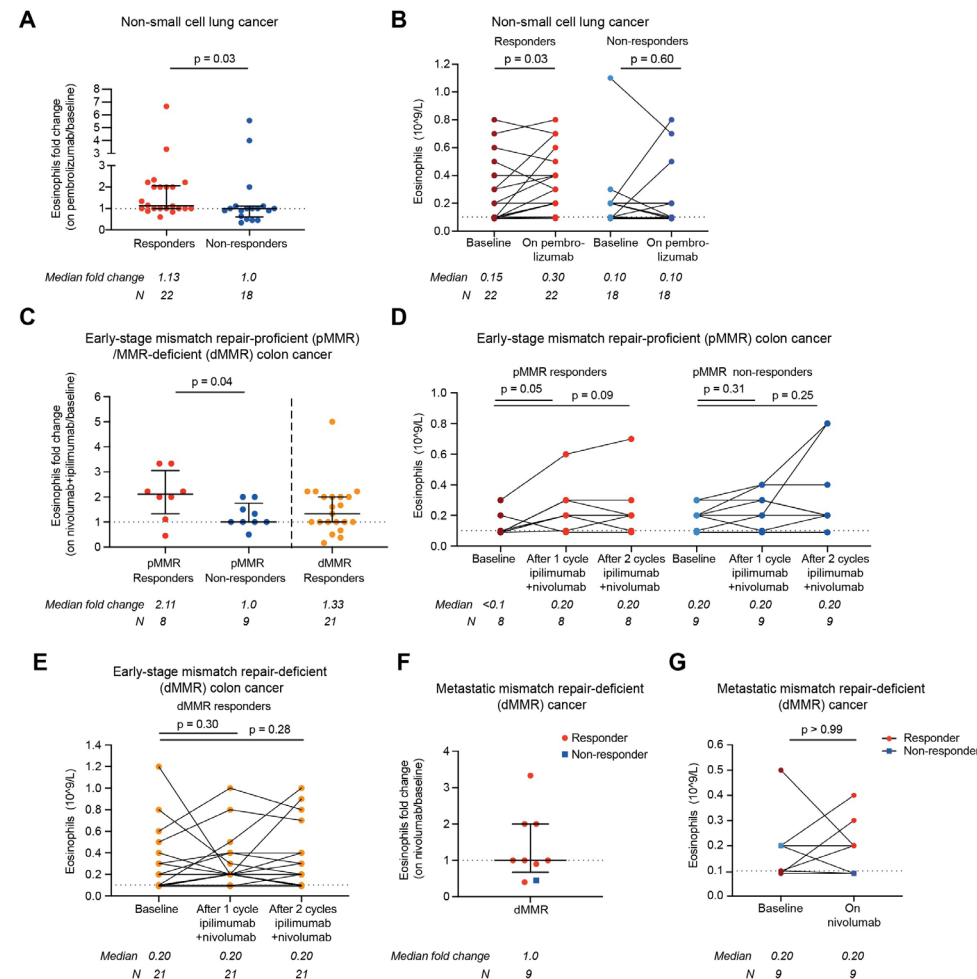 A
Non-small cell lung cancer
p = 0.03
Eosinophils fold change
(on pembrolizumab/baseline)
8
7
6
5
4
3
3
2
1
0
Responders
Non-responders
Median fold change 1.13 1.0
N 22 18
B
Non-small cell lung cancer
Responders
Non-responders
p = 0.03
p = 0.60
Eosinophils (10^9/L)
1.2
1.0
0.8
0.6
0.4
0.2
0.0
Baseline
On pembro-
lizumab
Baseline
On pembro-
lizumab
Median 0.15 0.30 0.10 0.10
N 22 22 18 18
C
Early-stage mismatch repair-proficient (pMMR)
/MMR-deficient (dMMR) colon cancer
p = 0.04
Eosinophils fold change
(on nivolumab+ipilimumab/baseline)
6
5
4
3
2
1
0
pMMR
Responders
pMMR
Non-responders
dMMR
Responders
Median fold change 2.11 1.0 1.33
N 8 9 21
D
Early-stage mismatch repair-proficient (pMMR) colon cancer
pMMR responders
pMMR non-responders
p = 0.05
p = 0.09
p = 0.31
p = 0.25
Eosinophils (10^9/L)
1.0
0.8
0.6
0.4
0.2
0.0
Baseline
After 1 cycle
ipilimumab
+nivolumab
After 2 cycles
ipilimumab
+nivolumab
Baseline
After 1 cycle
ipilimumab
+nivolumab
After 2 cycles
ipilimumab
+nivolumab
Median <0.1 0.20 0.20 0.20 0.20 0.20
N 8 8 8 9 9 9
E
Early-stage mismatch repair-deficient
(dMMR) colon cancer
dMMR responders
p = 0.30
p = 0.28
Eosinophils (10^9/L)
1.4
1.2
1.0
0.8
0.6
0.4
0.2
0.0
Baseline
After 1 cycle
ipilimumab
+nivolumab
After 2 cycles
ipilimumab
+nivolumab
Median 0.20 0.20 0.20
N 21 21 21
F
Metastatic mismatch repair-deficient
(dMMR) cancer
Responder
Non-responder
Eosinophils fold change
(on nivolumab/baseline)
4
3
2
1
0
dMMR
Median fold change 1.0
N 9
G
Metastatic mismatch repair-deficient
(dMMR) cancer
p > 0.99
Responder
Non-responder
Eosinophils (10^9/L)
0.6
0.5
0.4
0.3
0.2
0.1
0.0
Baseline
On
nivolumab
Median 0.20 0.20
N 9 9